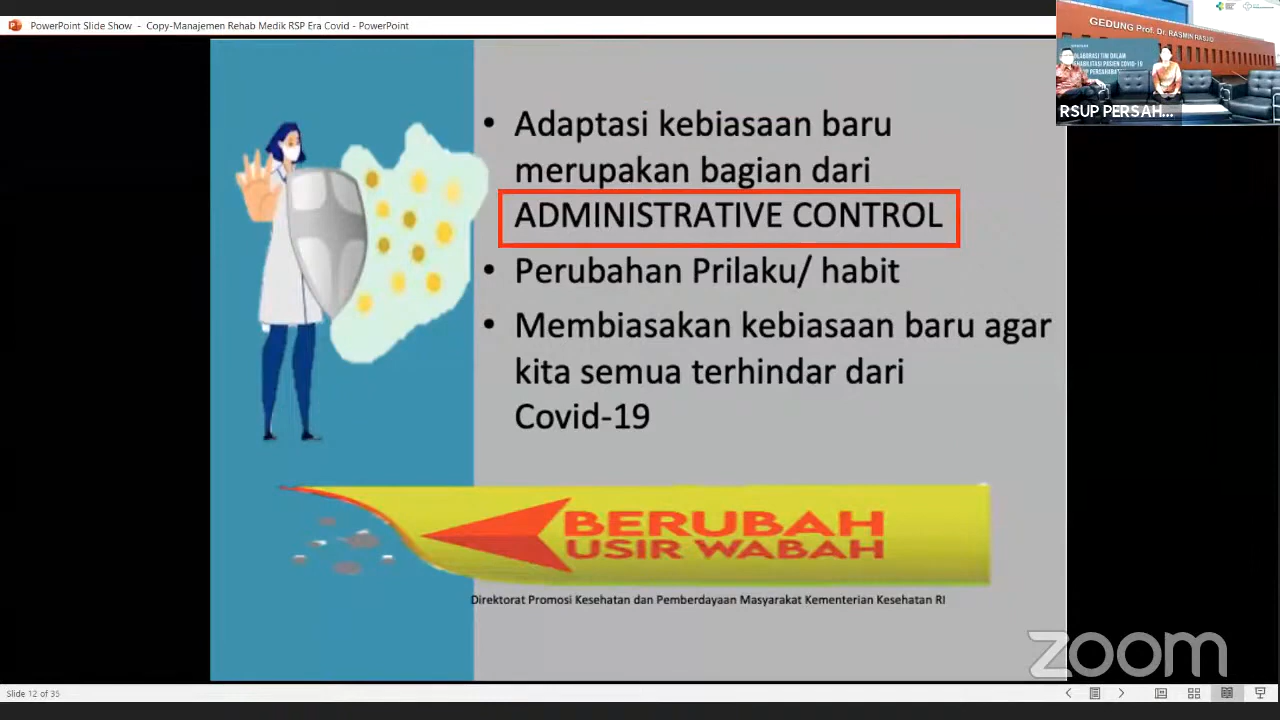 PowerPoint Slide Show - Copy-Manajemen Rehab Medik RSP Era Covid - PowerPoint
GEDUNG Prof. Dr. RASMIN RASJID
RSUP PERSAH...
• Adaptasi kebiasaan baru
merupakan bagian dari
ADMINISTRATIVE CONTROL
• Perubahan Prilaku/ habit
• Membiasakan kebiasaan baru agar
kita semua terhindar dari
Covid-19
BERUBAH
USIR WABAH
Direktorat Promosi Kesehatan dan Pemberdayaan Masyarakat Kementerian Kesehatan RI
zoom
Slide 12 of 35